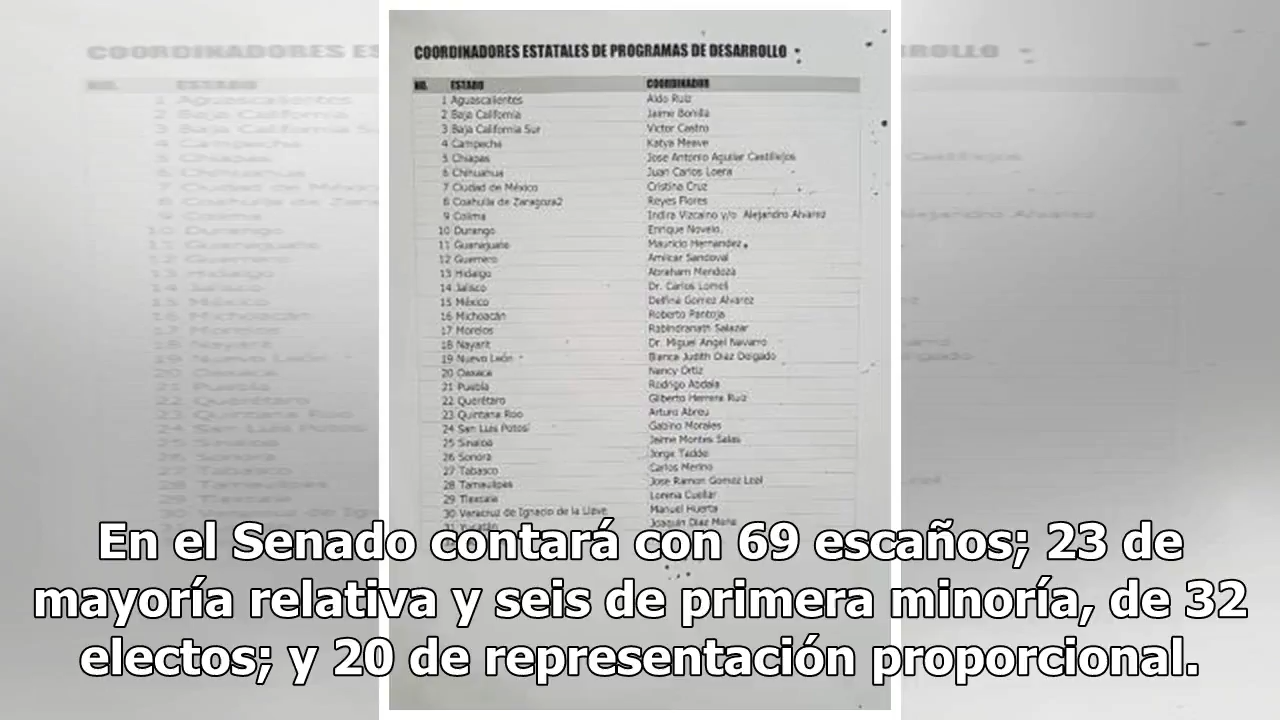 COORDINADORES ESTATALES DE PROGRAMAS DE DESARROLLO
NO. ESTADO COORDINADOR
1 Aguascalientes Aldo Ruiz
2 Baja California Jaime Bonilla
3 Baja California Sur Victor Castro
4 Campeche Katya Meave
5 Chiapas Jose Antonio Aguilar Castillejos
6 Chihuahua Juan Carlos Loera
7 Ciudad de México Cristina Cruz
8 Coahuila de Zaragoza2 Reyes Flores
9 Colima Indira Vizcaino y/o Alejandro Alvarez
10 Durango Enrique Novelo
11 Guanajuato Mauricio Hernandez
12 Guerrero Amilcar Sandoval
13 Hidalgo Abraham Mendoza
14 Jalisco Dr. Carlos Lomeli
15 México Delfina Gomez Alvarez
16 Michoacán Roberto Pantoja
17 Morelos Rabindranath Salazar
18 Nayarit Dr. Miguel Angel Navarro
19 Nuevo León Blanca Judith Diaz Delgado
20 Oaxaca Nancy Ortiz
21 Puebla Rodrigo Abdala
22 Querétaro Gilberto Herrera Ruiz
23 Quintana Roo Arturo Abreu
24 San Luis Potosí Gabino Morales
25 Sinaloa Jaime Montes Salas
26 Sonora Jorge Taddei
27 Tabasco Carlos Merino
28 Tamaulipas Jose Ramon Gomez Leal
29 Tlaxcala Lorena Cuellar
30 Veracruz de Ignacio de la Llave Manuel Huerta
31 Yucatán Joaquin Diaz Mena
En el Senado contará con 69 escaños; 23 de
mayoría relativa y seis de primera minoría, de 32
electos; y 20 de representación proporcional.